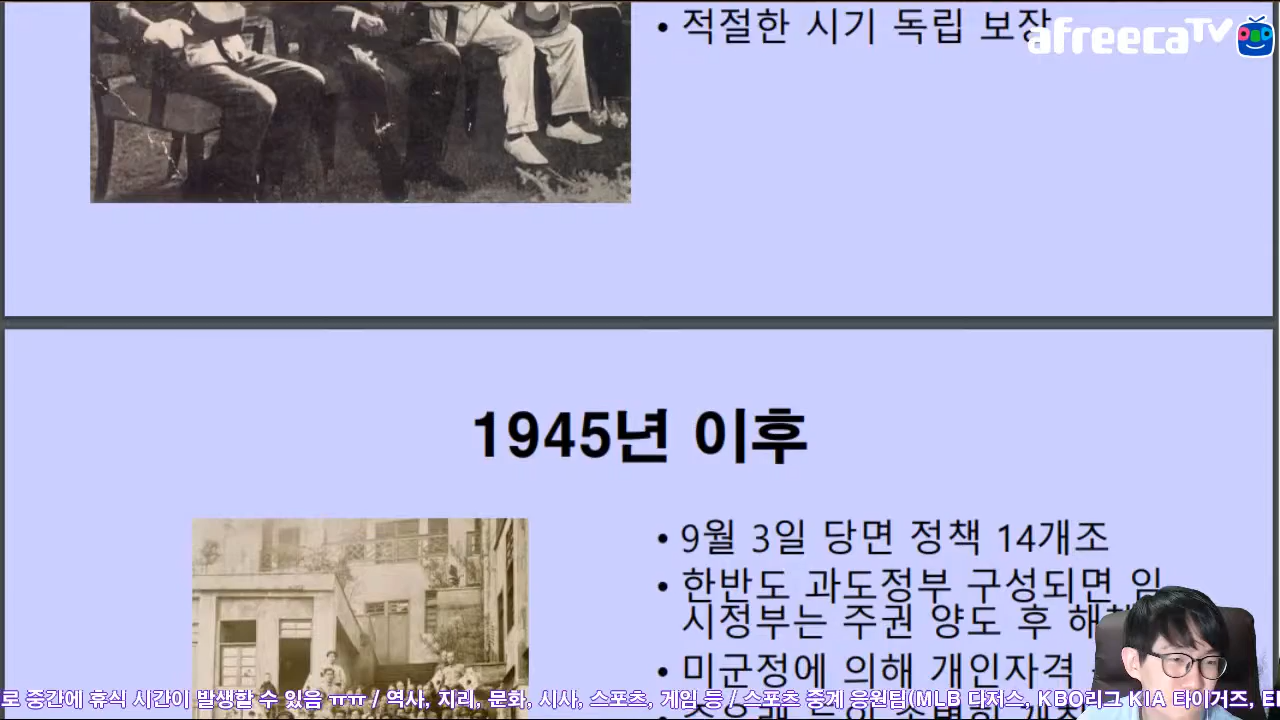 • 적절한 시기 독립 보장
afreecaTV
1945년 이후
• 9월 3일 당면 정책 14개조
• 한반도 과도정부 구성되면 임
시정부는 주권 양도 후
• 미군정에 의해 개인자격
로 중간에 휴식 시간이 발생할 수 있음 ㅠㅠ / 역사, 지리, 문화, 시사, 스포츠, 게임 등 / 스포츠 중계 응원팀(MLB 다저스, KBO리그 KIA 타이거즈,